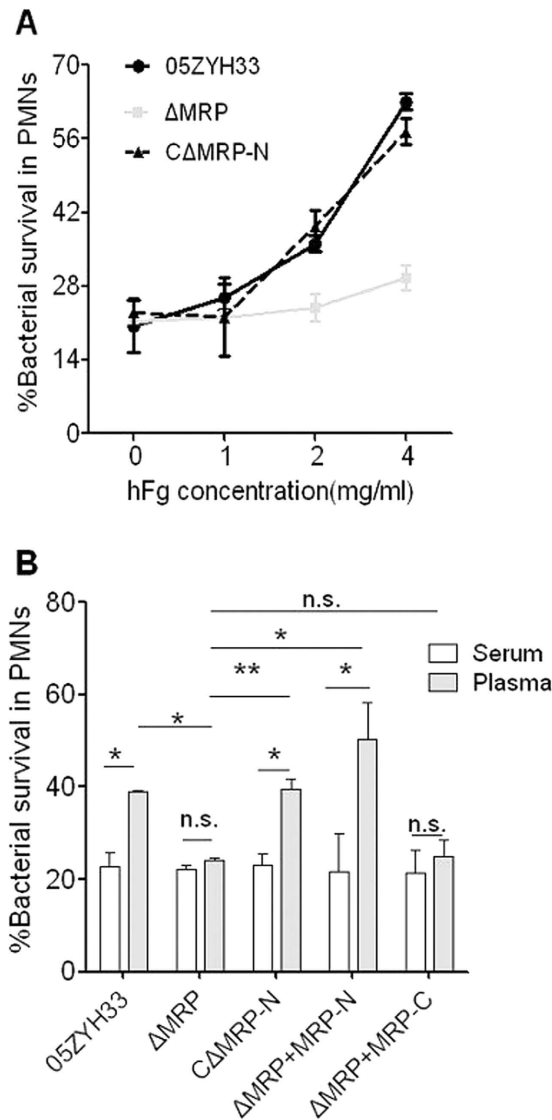 A
%Bacterial survival in PMNs
70
56
42
28
14
0
05ZYH33
ΔMRP
CΔMRP-N
0 1 2 4
hFg concentration(mg/ml)
B
%Bacterial survival in PMNs
80
60
40
20
0
n.s.
*
** *
*
* n.s. * n.s.
Serum
Plasma
05ZYH33
ΔMRP
CΔMRP-N
ΔMRP+MRP-N
ΔMRP+MRP-C